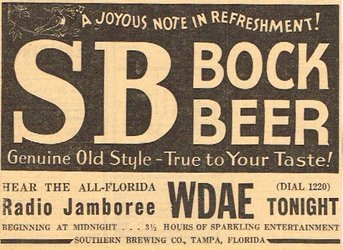 A JOYOUS NOTE IN REFRESHMENT!
SB BOCK BEER
Genuine Old Style - True to Your Taste!
HEAR THE ALL-FLORIDA
Radio Jamboree
WDAE
(DIAL 1220)
TONIGHT
BEGINNING AT MIDNIGHT . . . 3½ HOURS OF SPARKLING ENTERTAINMENT
SOUTHERN BREWING CO., TAMPA, FLORIDA